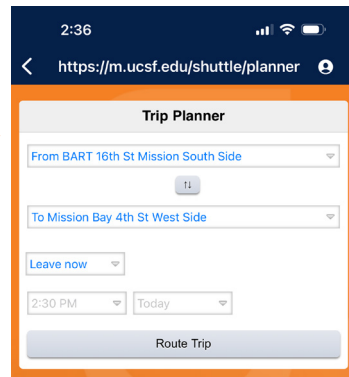 2:36
https://m.ucsf.edu/shuttle/planner
Trip Planner
From BART 16th St Mission South Side
To Mission Bay 4th St West Side
Leave now
2:30 PM Today
Route Trip